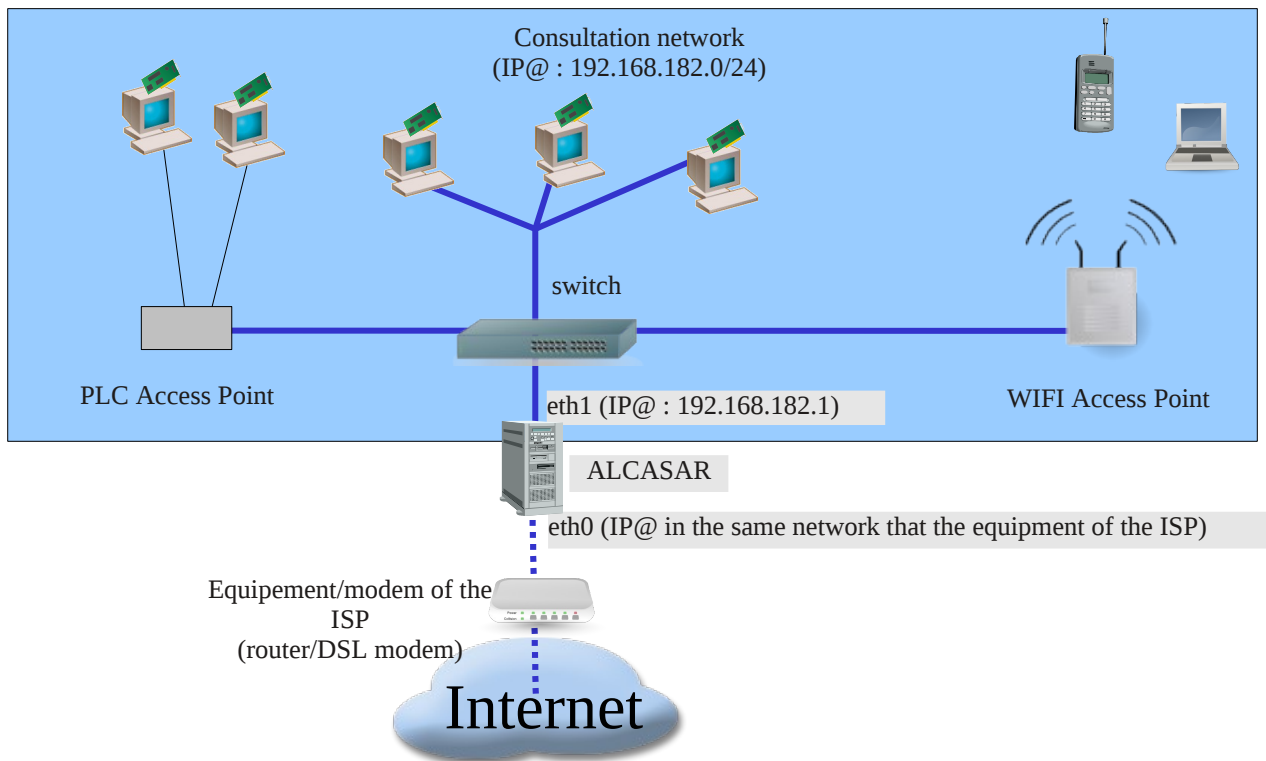 Consultation network
(IP@ : 192.168.182.0/24)
switch
PLC Access Point
eth1 (IP@ : 192.168.182.1)
WIFI Access Point
ALCASAR
eth0 (IP@ in the same network that the equipment of the ISP)
Equipement/modem of the
ISP
(router/DSL modem)
Internet